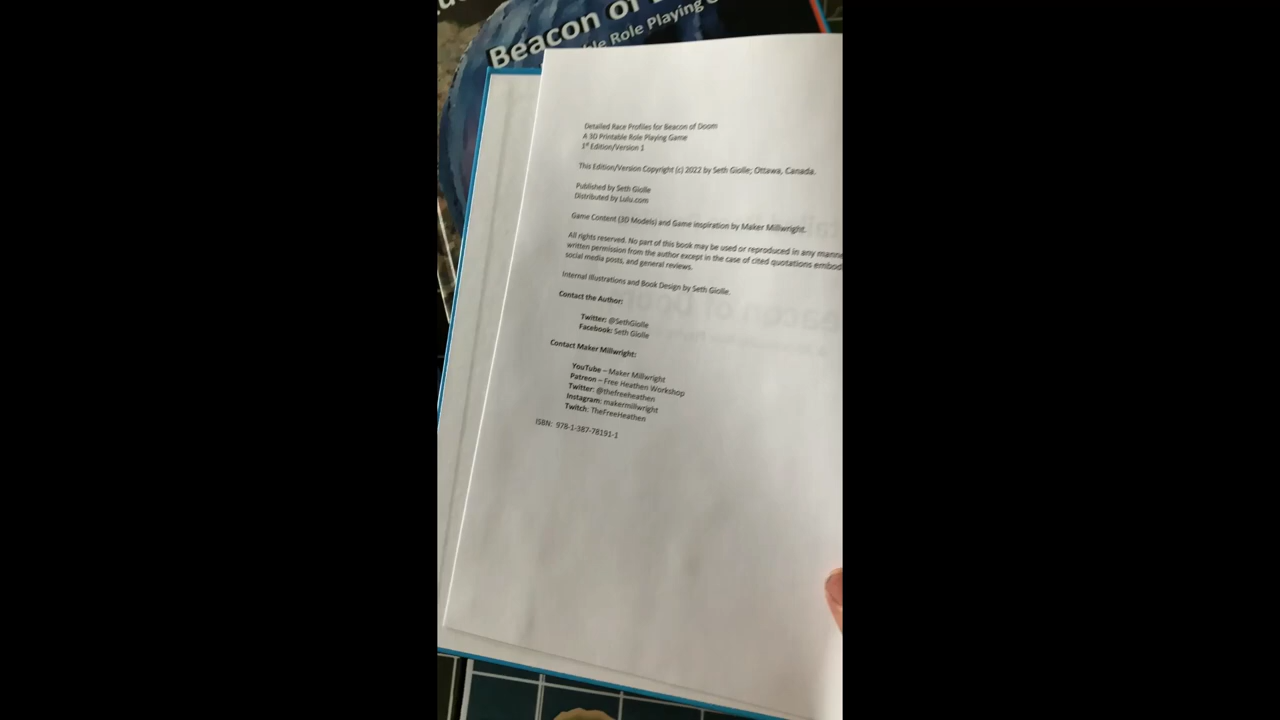 Beacon of
ble Role Playing
Detailed Race Profiles for Beacon of Doom
A 3D Printable Role Playing Game
1st Edition/Version 1
This Edition/Version Copyright (c) 2022 by Seth Giolle; Ottawa, Canada.
Published by Seth Giolle
Distributed by Lulu.com
Game Content (3D Models) and Game inspiration by Maker Millwright.
All rights reserved. No part of this book may be used or reproduced in any manne
written permission from the author except in the case of cited quotations embod
social media posts, and general reviews.
Internal Illustrations and Book Design by Seth Giolle.
Contact the Author:
Twitter: @SethGiolle
Facebook: Seth Giolle
Contact Maker Millwright:
YouTube – Maker Millwright
Patreon – Free Heathen Workshop
Twitter: @thefreeheathen
Instagram: makermillwright
Twitch: TheFreeHeathen
ISBN: 978-1-387-78191-1